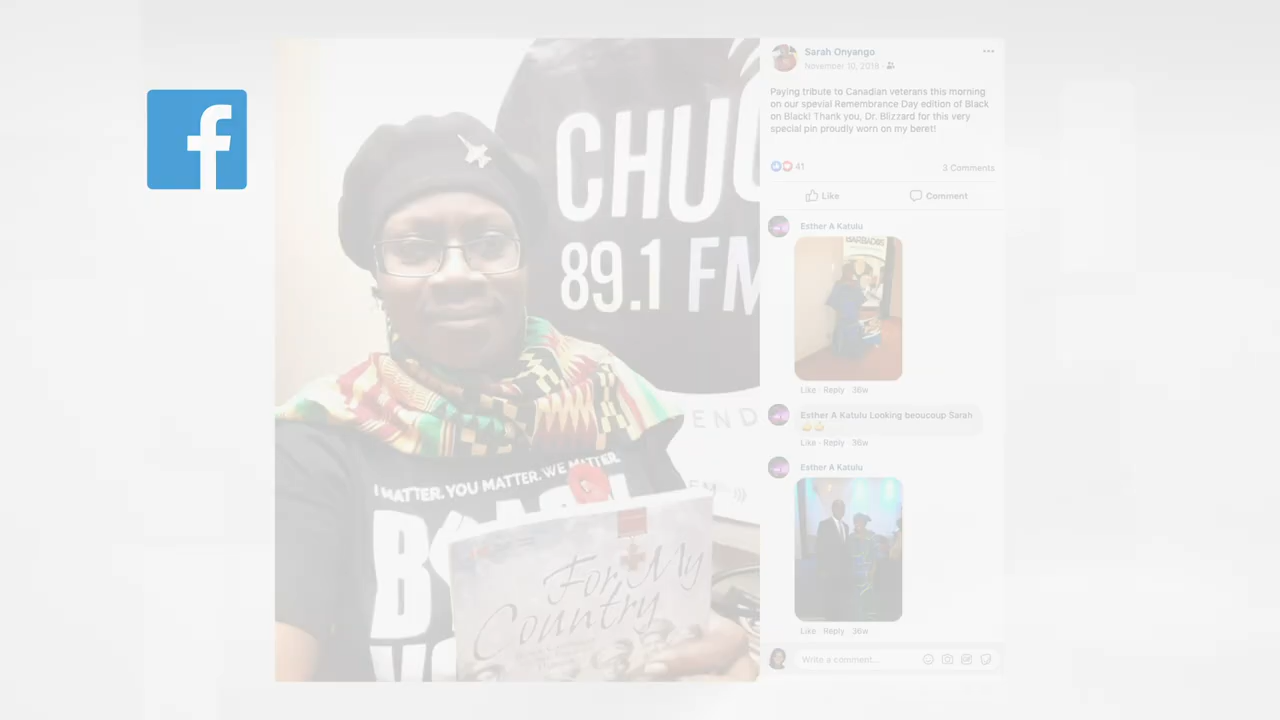 f
CHUO
89.1 FM
END
FM
I MATTER. YOU MATTER. WE MATTER.
For My
Country
Sarah Onyango
November 10, 2019
Paying tribute to Canadian veterans this morning
on our spevial Remembrance Day edition of Black
on Black! Thank you, Dr. Blizzard for this very
special pin proudly worn on my beret!
41
3 Comments
Like
Comment
Esther A Katulu
BARBADOS
Like · Reply · 36w
Esther A Katulu Looking beoucoup Sarah
Like · Reply · 36w
Esther A Katulu
Like · Reply · 36w
Write a comment...